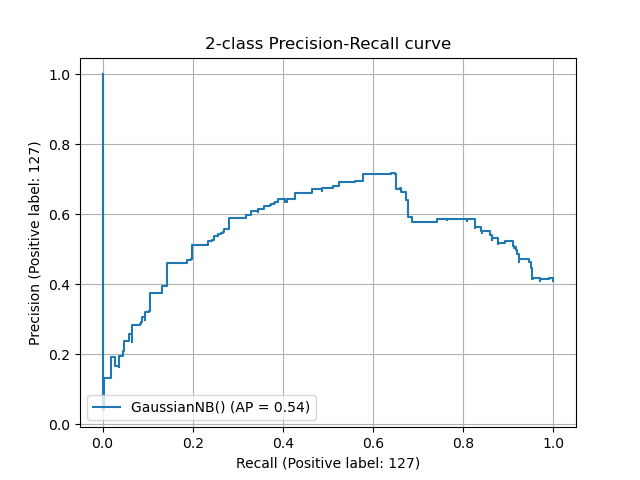 2-class Precision-Recall curve
Precision (Positive label: 127)
1.0
0.8
0.6
0.4
0.2
0.0
GaussianNB() (AP = 0.54)
0.0 0.2 0.4 0.6 0.8 1.0
Recall (Positive label: 127)